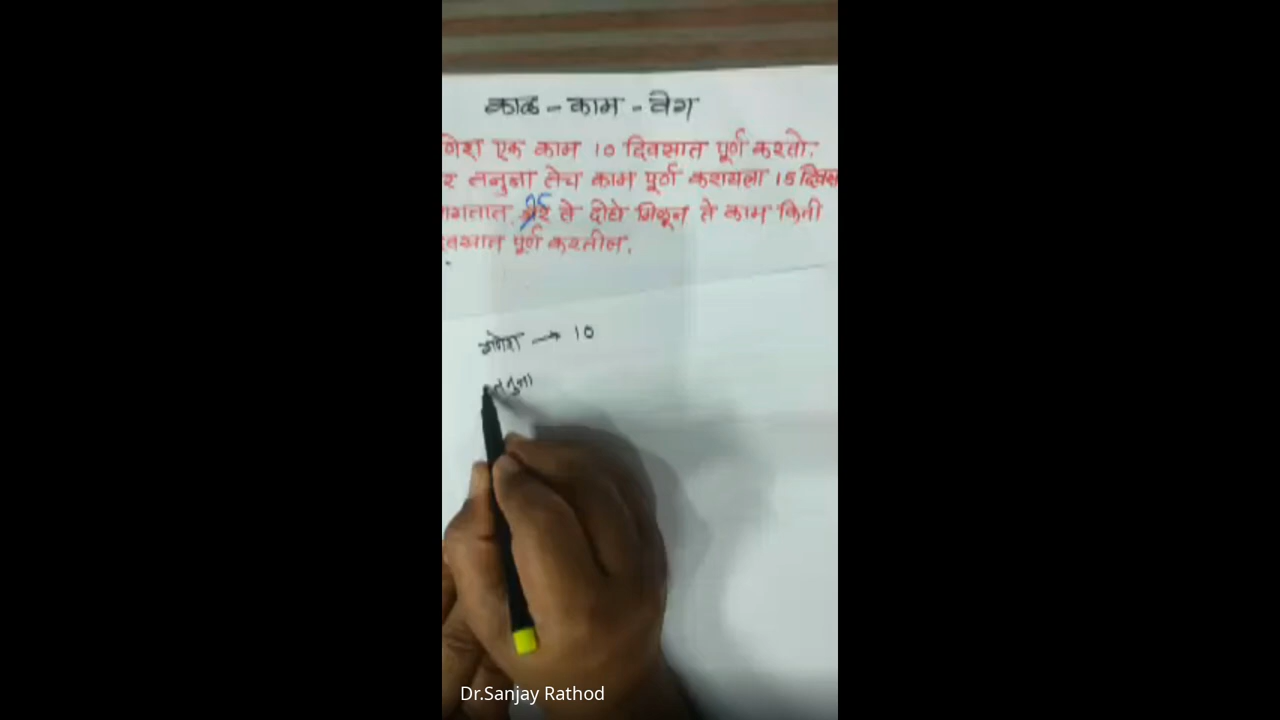 काळ - काम - वेग
णेश एक काम 10 दिवसात पूर्ण करतो.
र तनुजा तेच काम पूर्ण करायला 15 दिवस
ागतात. तर ते दोघे मिळून ते काम किती
िवसात पूर्ण करतील.
गणेश → 10
तनुजा
Dr.Sanjay Rathod